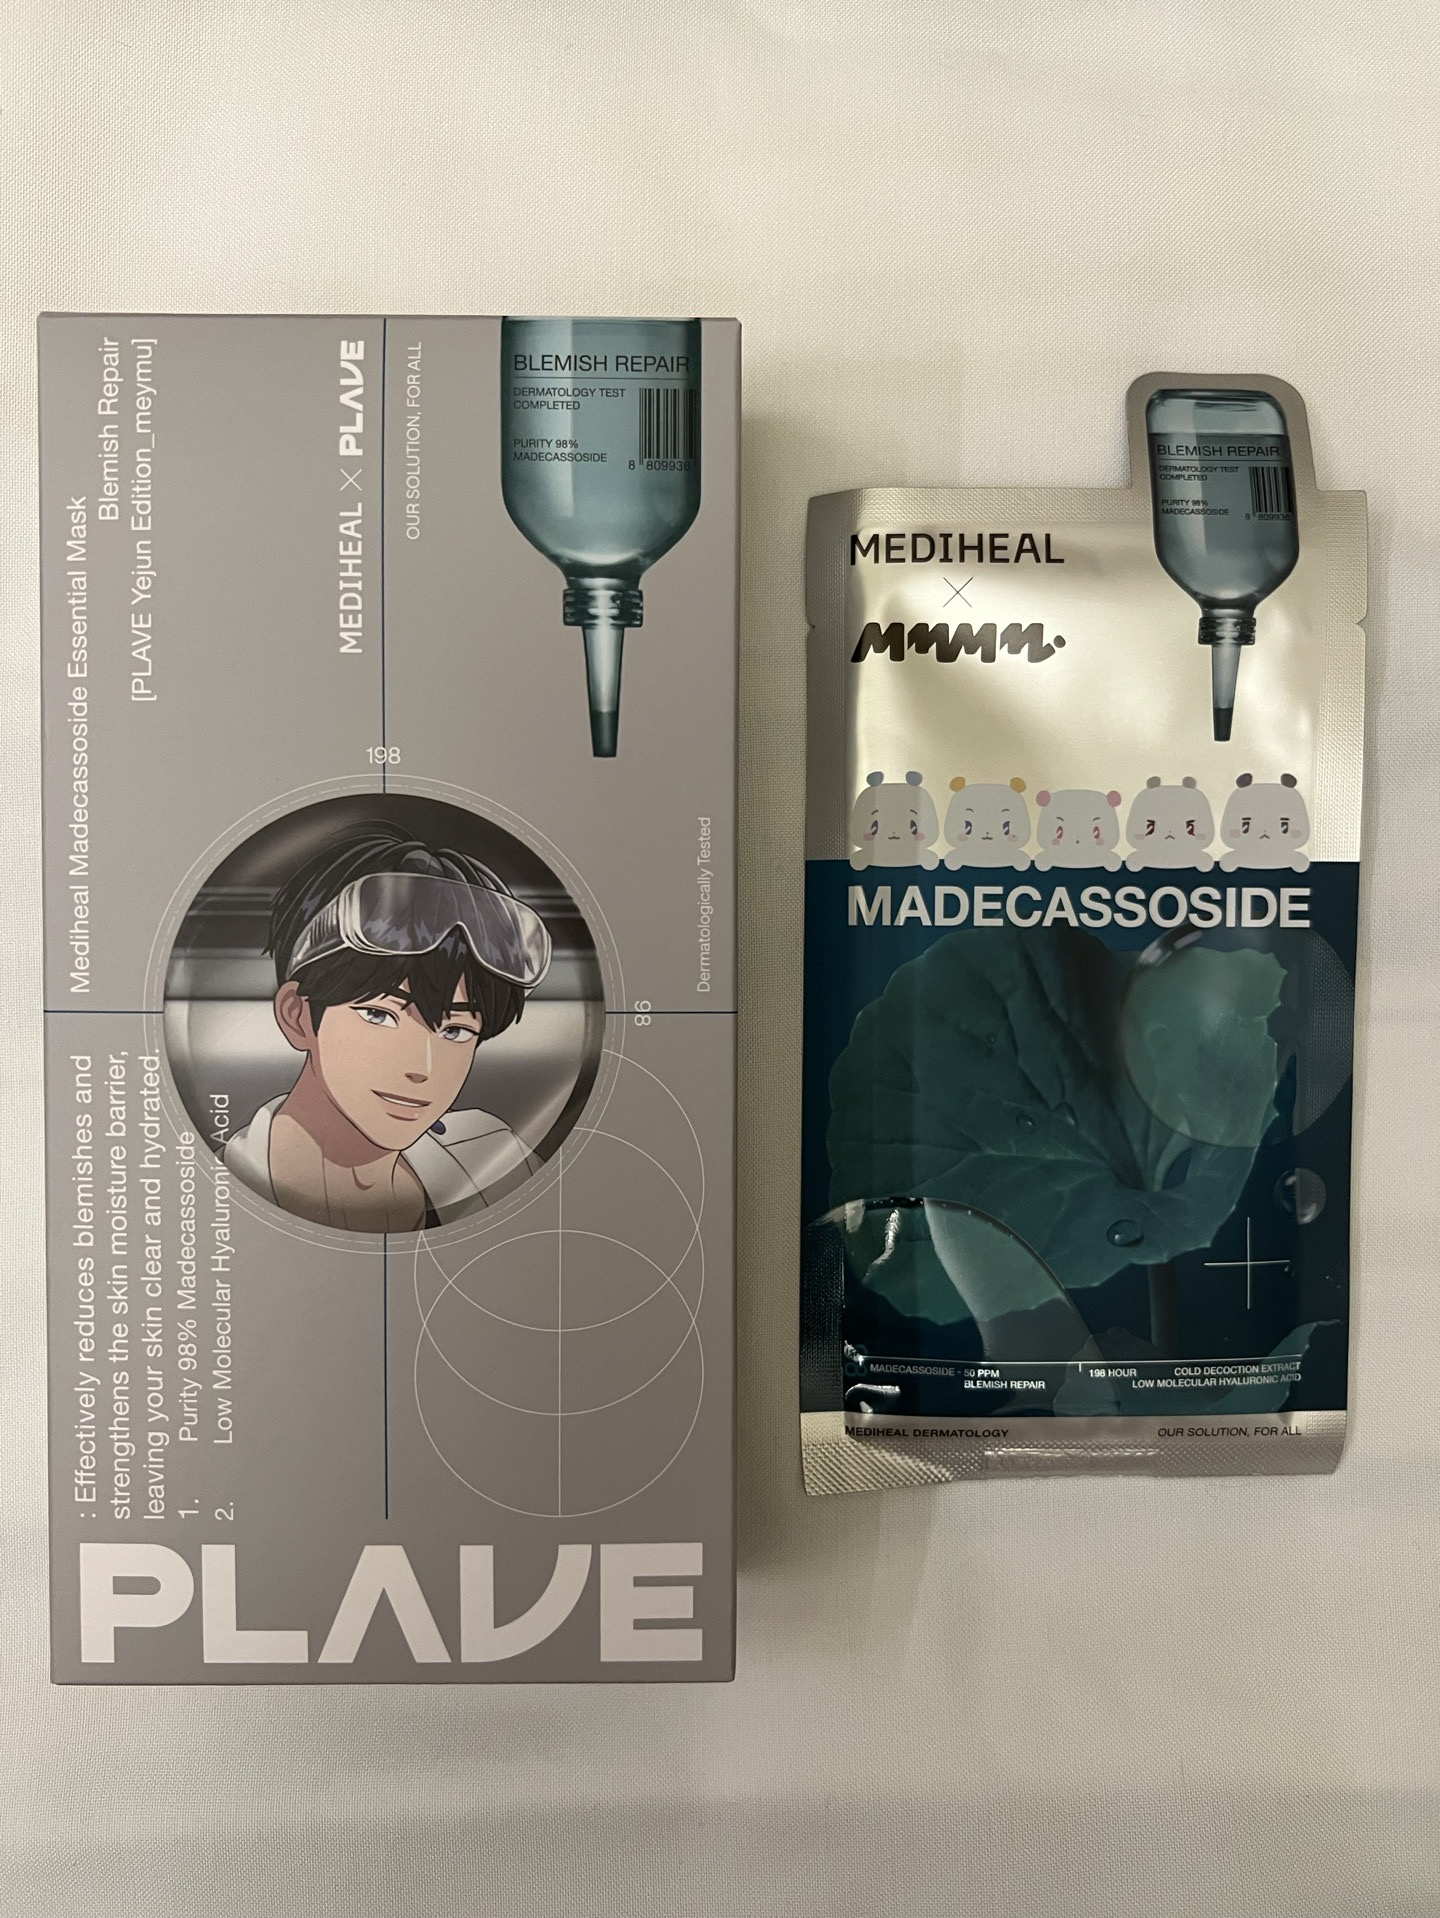 Mediheal Madecassoside Essential Mask
Blemish Repair
[PLAVE Yejun Edition_meymu]
MEDIHEAL X PLAVE
OUR SOLUTION, FOR ALL
BLEMISH REPAIR
DERMATOLOGY TEST
COMPLETED
PURITY 98%
MADECASSOSIDE
8 809936
198
98
Dermatologically Tested
: Effectively reduces blemishes and
strengthens the skin moisture barrier,
leaving your skin clear and hydrated.
1. Purity 98% Madecassoside
2. Low Molecular Hyaluronic Acid
PLAVE
BLEMISH REPAIR
DERMATOLOGY TEST
COMPLETED
PURITY 98%
MADECASSOSIDE
8 809936
MEDIHEAL
X
MADECASSOSIDE
MADECASSOSIDE - 50 PPM
BLEMISH REPAIR
198 HOUR
COLD DECOCTION EXTRACT
LOW MOLECULAR HYALURONIC ACID
MEDIHEAL DERMATOLOGY
OUR SOLUTION, FOR ALL